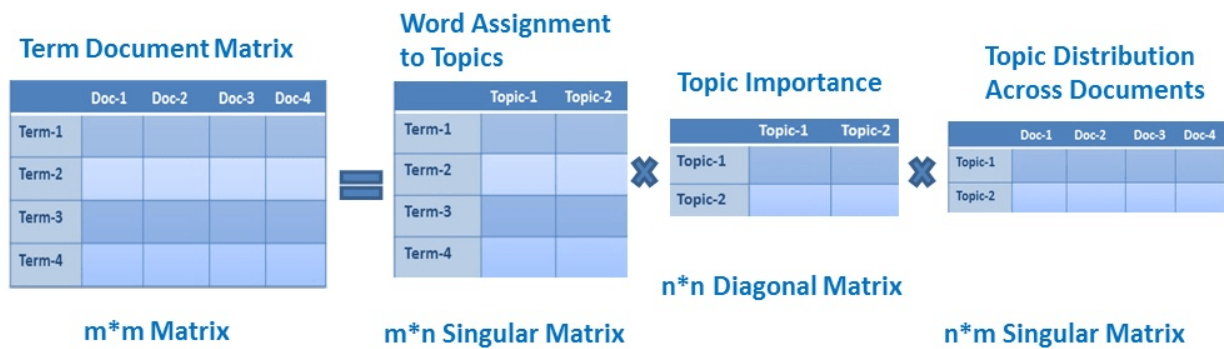 Term Document Matrix
Doc-1 Doc-2 Doc-3 Doc-4
Term-1
Term-2
Term-3
Term-4
m*m Matrix
Word Assignment
to Topics
Topic-1 Topic-2
Term-1
Term-2
Term-3
Term-4
m*n Singular Matrix
Topic Importance
Topic-1 Topic-2
Topic-1
Topic-2
n*n Diagonal Matrix
Topic Distribution
Across Documents
Doc-1 Doc-2 Doc-3 Doc-4
Topic-1
Topic-2
n*m Singular Matrix